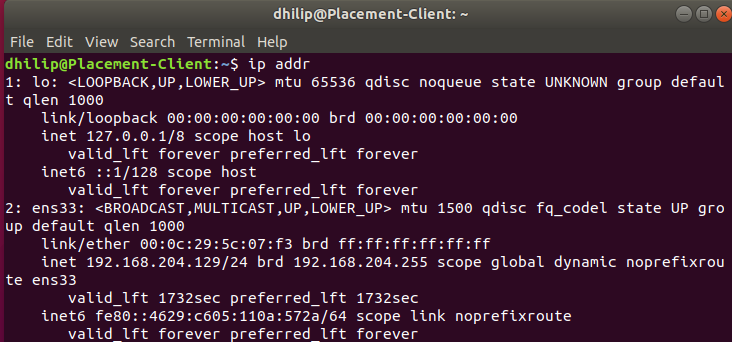 dhilip@Placement-Client: ~
File Edit View Search Terminal Help
dhilip@Placement-Client:~$ ip addr
1: lo: <LOOPBACK,UP,LOWER_UP> mtu 65536 qdisc noqueue state UNKNOWN group defaul
t qlen 1000
    link/loopback 00:00:00:00:00:00 brd 00:00:00:00:00:00
    inet 127.0.0.1/8 scope host lo
       valid_lft forever preferred_lft forever
    inet6 ::1/128 scope host
       valid_lft forever preferred_lft forever
2: ens33: <BROADCAST,MULTICAST,UP,LOWER_UP> mtu 1500 qdisc fq_codel state UP gro
up default qlen 1000
    link/ether 00:0c:29:5c:07:f3 brd ff:ff:ff:ff:ff:ff
    inet 192.168.204.129/24 brd 192.168.204.255 scope global dynamic noprefixrou
te ens33
       valid_lft 1732sec preferred_lft 1732sec
    inet6 fe80::4629:c605:110a:572a/64 scope link noprefixroute
       valid_lft forever preferred_lft forever